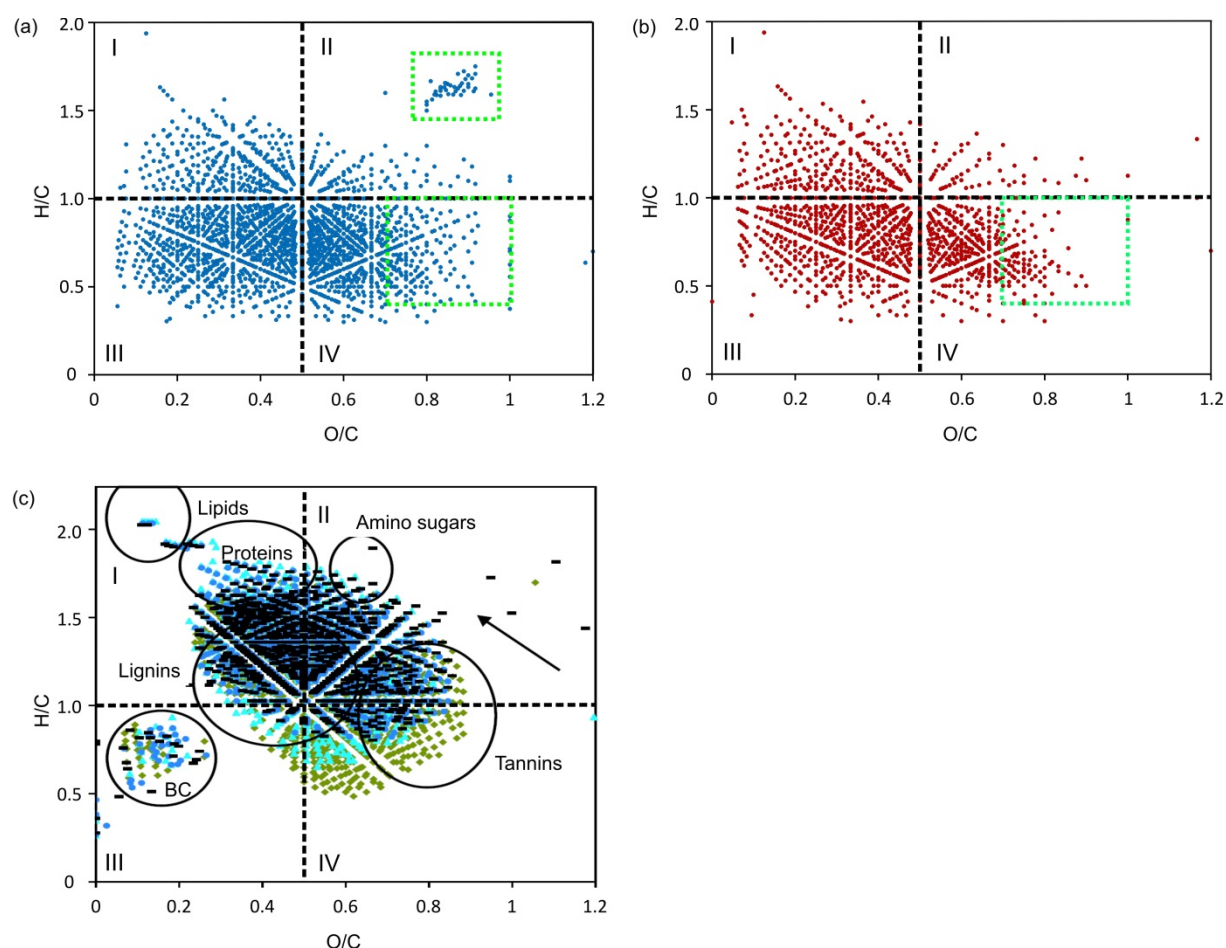 (a)
2.0
I
II
1.5
H/C
1.0
0.5
III
IV
0
0
0.2
0.4
0.6
0.8
1
1.2
O/C
(b)
2.0
I
II
1.5
H/C
1.0
0.5
III
IV
0
0
0.2
0.4
0.6
0.8
1
1.2
O/C
(c)
Lipids
II
Amino sugars
2.0
Proteins
I
1.5
Lignins
H/C
1.0
Tannins
BC
0.5
III
IV
0
0
0.2
0.4
0.6
0.8
1
1.2
O/C